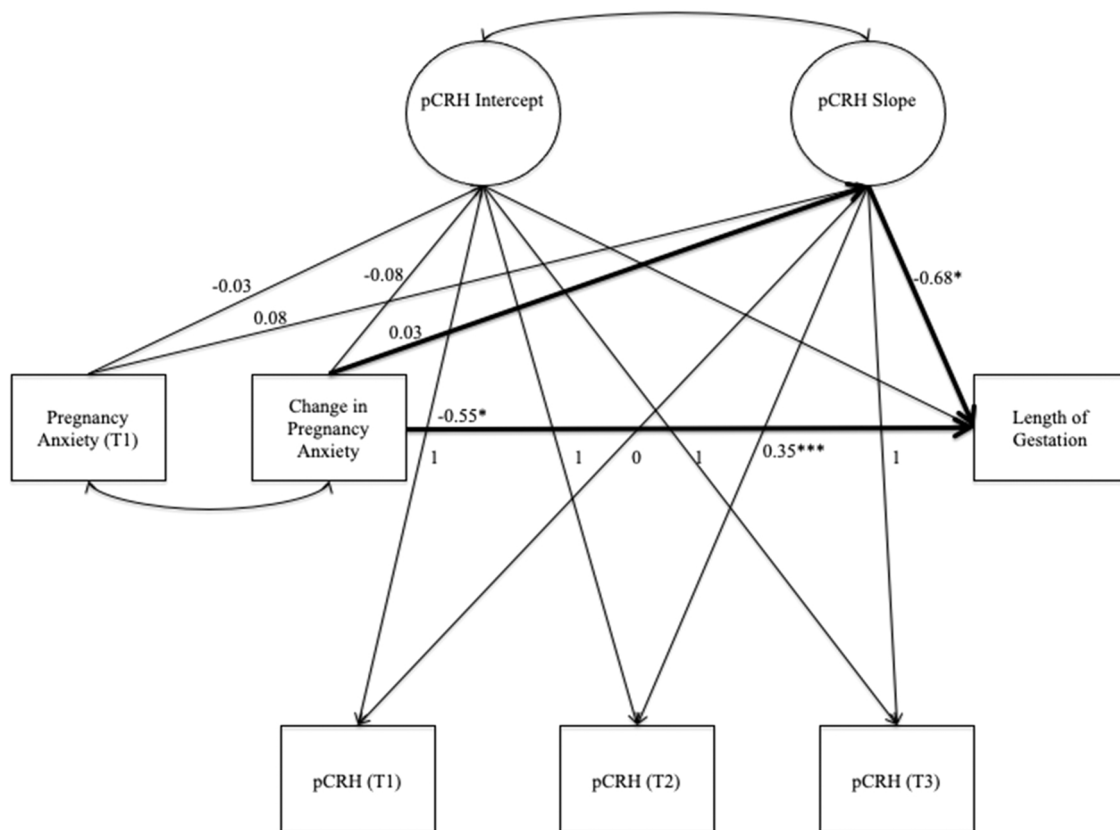 pCRH Intercept
pCRH Slope
-0.03
-0.08
-0.68*
0.08
0.03
Pregnancy
Anxiety (T1)
Change in
Pregnancy
Anxiety
-0.55*
Length of
Gestation
1
1
0
1
0.35***
1
pCRH (T1)
pCRH (T2)
pCRH (T3)